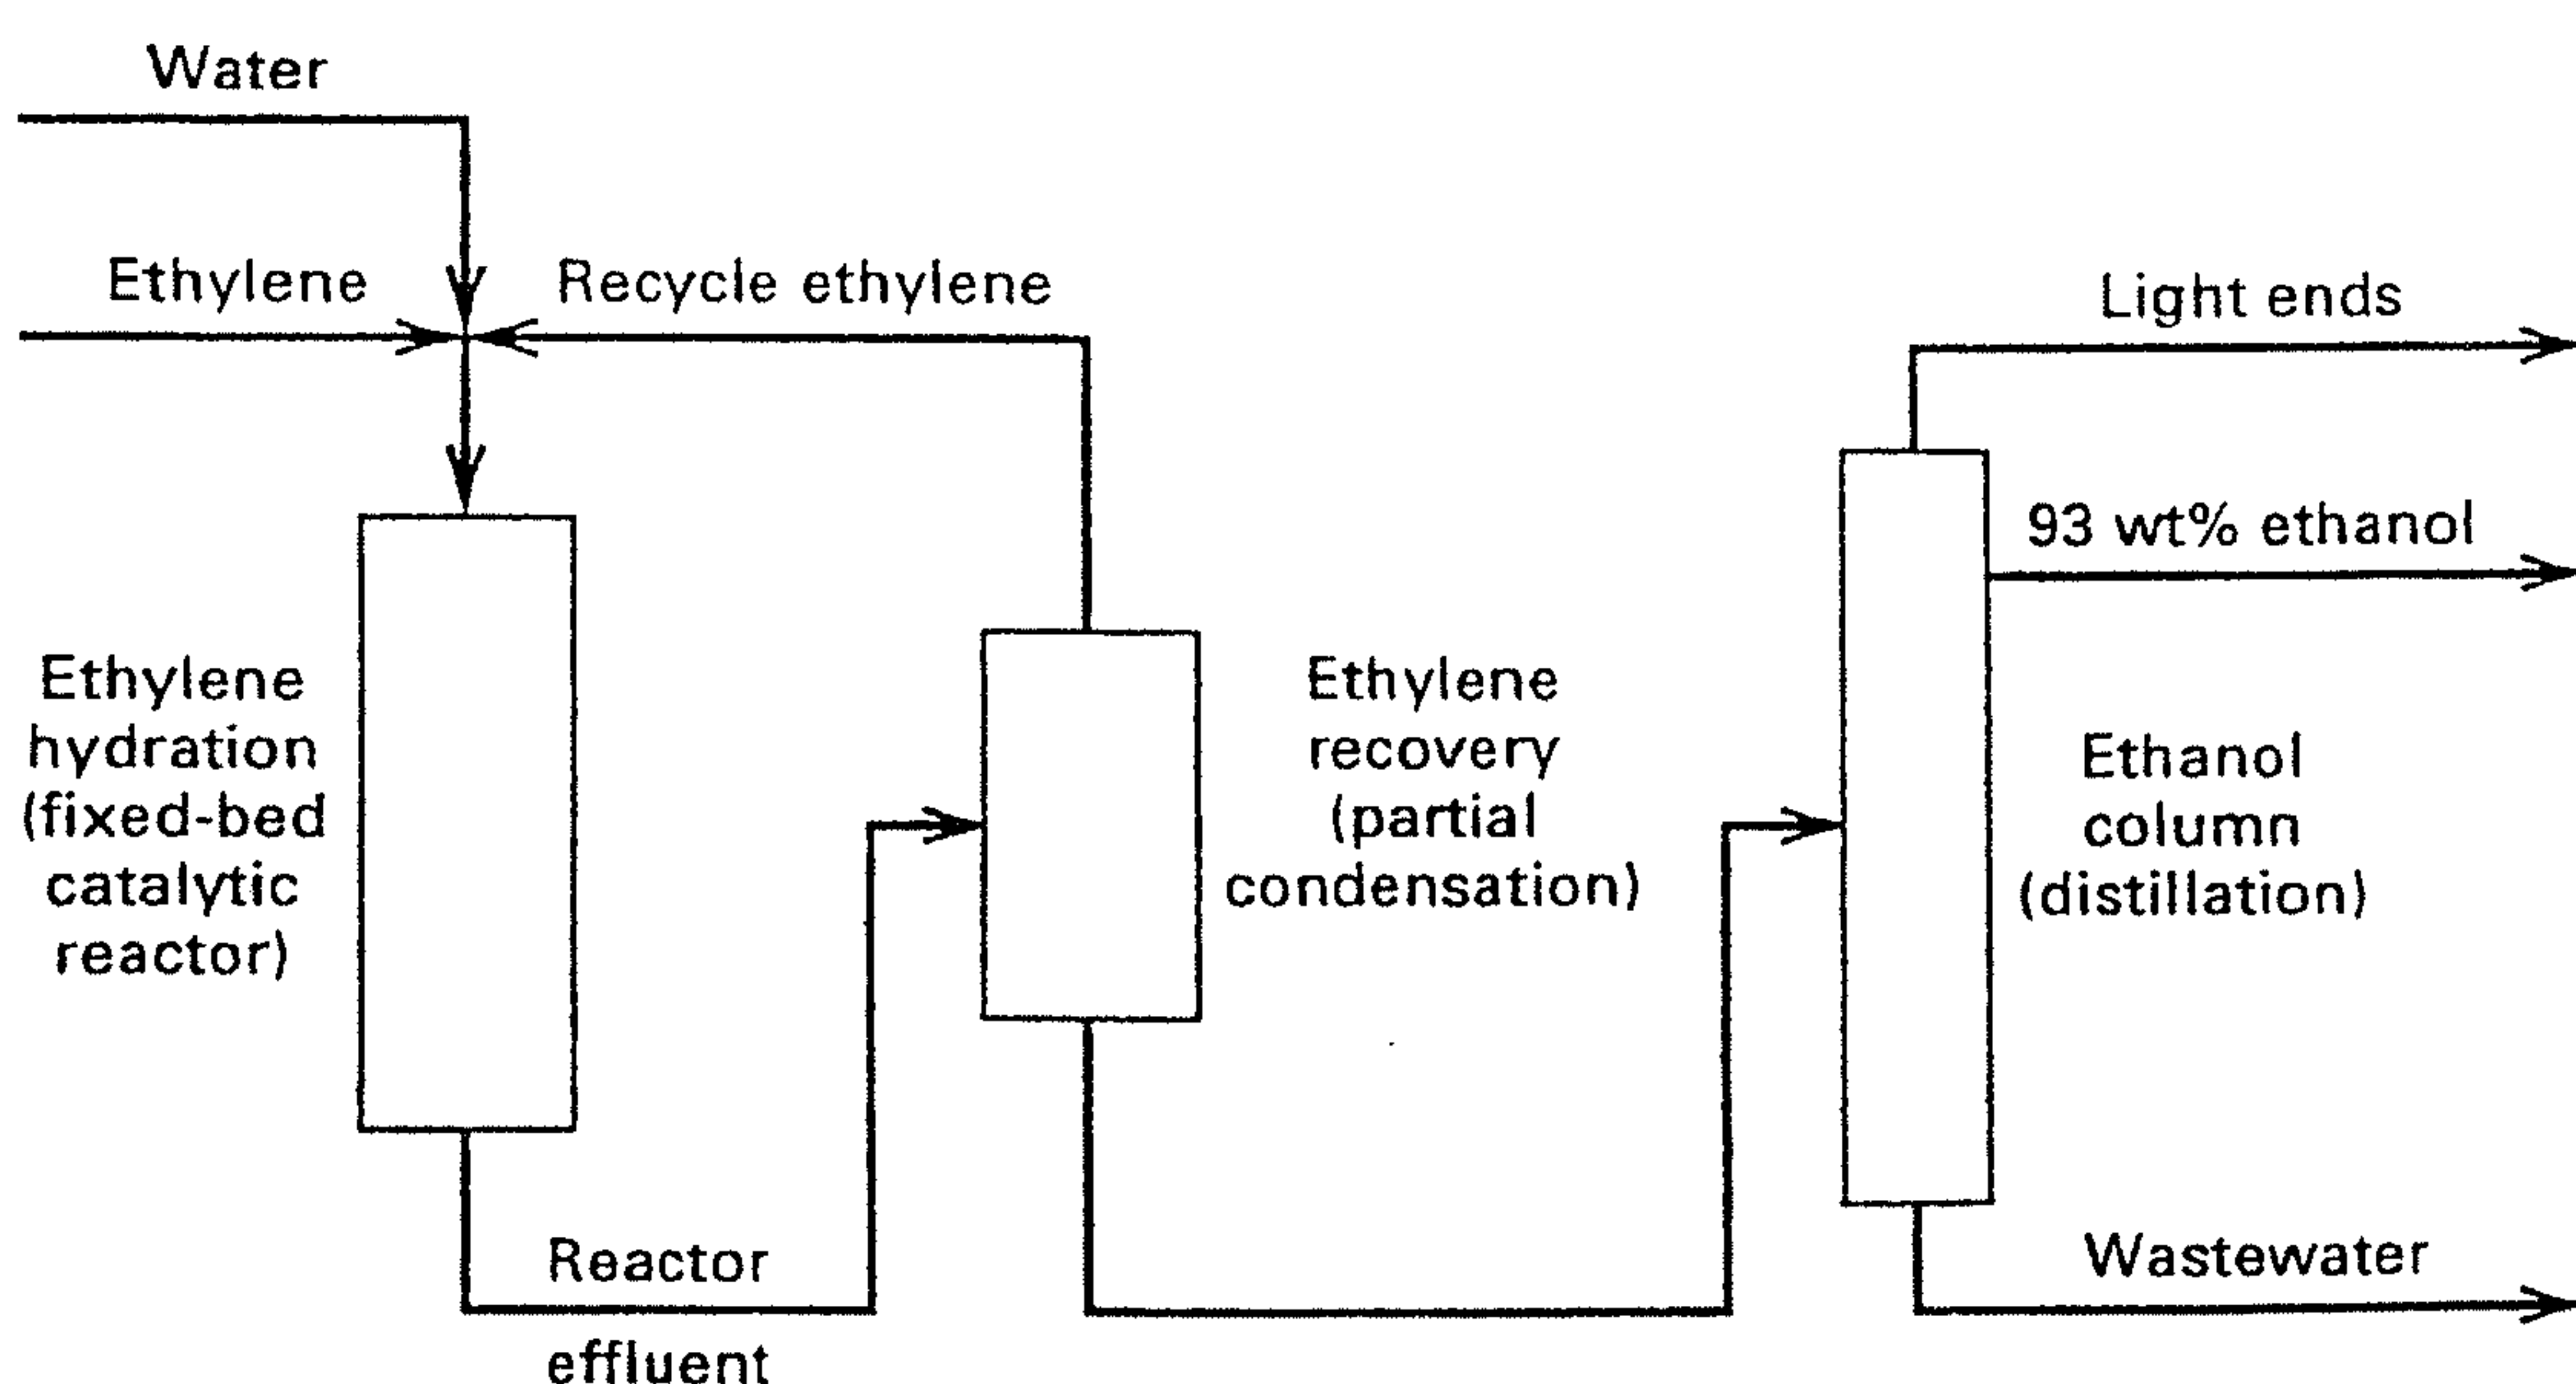 Water
Ethylene
Recycle ethylene
Light ends
93 wt% ethanol
Ethylene
hydration
(fixed-bed
catalytic
reactor)
Ethylene
recovery
(partial
condensation)
Ethanol
column
(distillation)
Reactor
effluent
Wastewater